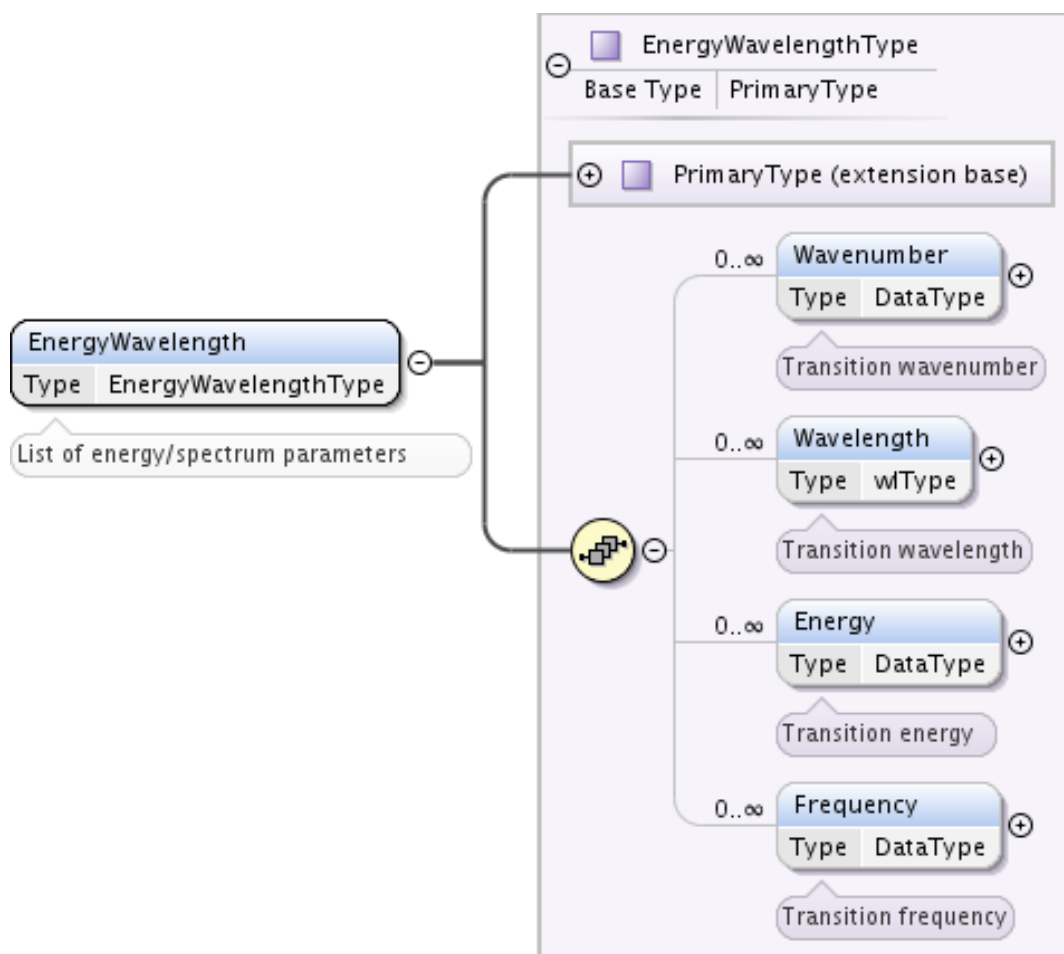 EnergyWavelengthType
Base Type PrimaryType
PrimaryType (extension base)
EnergyWavelength
Type EnergyWavelengthType
List of energy/spectrum parameters
0..∞ Wavenumber
Type DataType
Transition wavenumber
0..∞ Wavelength
Type wlType
Transition wavelength
0..∞ Energy
Type DataType
Transition energy
0..∞ Frequency
Type DataType
Transition frequency